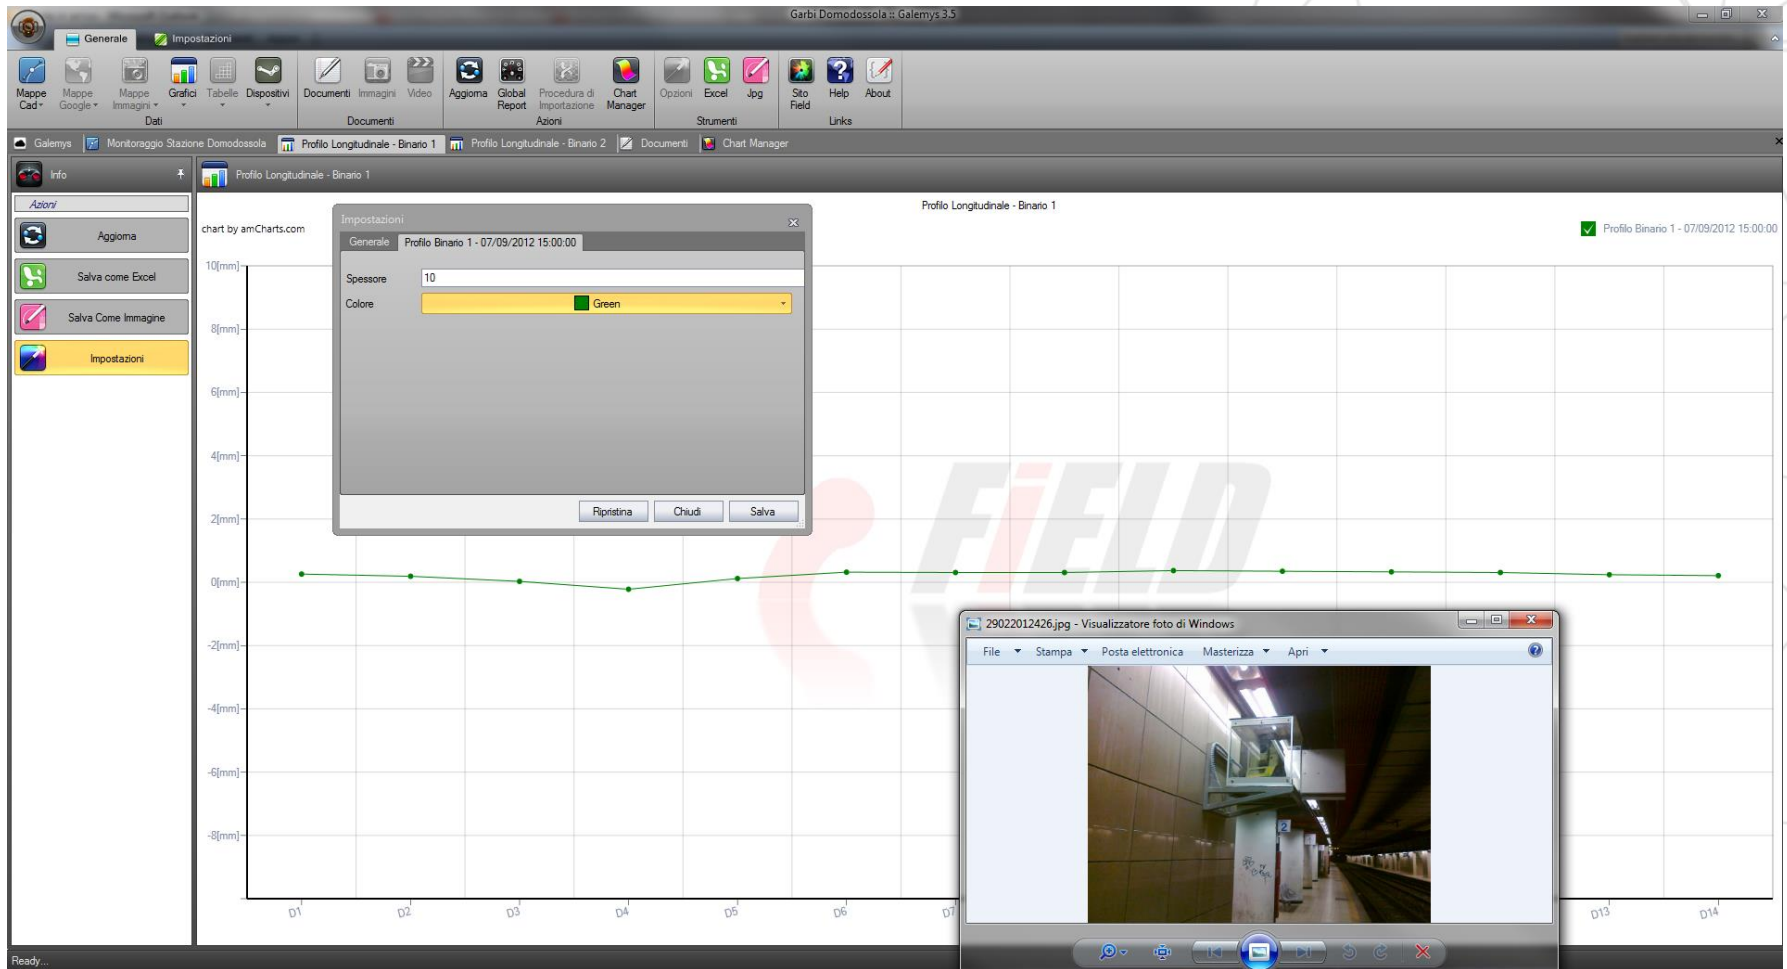 Garbi Domodossola :: Galemys 3.5
Generale
Impostazioni
Mappe Cad
Mappe Google
Mappe Immagini
Grafici
Tabelle
Dispositivi
Dati
Documenti
Immagini
Video
Documenti
Aggiorna
Global Report
Procedura di Importazione
Chart Manager
Azioni
Opzioni
Excel
Jpg
Strumenti
Sito Field
Help
About
Links
Galemys
Monitoraggio Stazione Domodossola
Profilo Longitudinale - Binario 1
Profilo Longitudinale - Binario 2
Documenti
Chart Manager
Info
Profilo Longitudinale - Binario 1
Azioni
Aggiorna
Salva come Excel
Salva Come Immagine
Impostazioni
Profilo Longitudinale - Binario 1
chart by amCharts.com
Profilo Binario 1 - 07/09/2012 15:00:00
Impostazioni
Generale
Profilo Binario 1 - 07/09/2012 15:00:00
Spessore
10
Colore
Green
Ripristina
Chiudi
Salva
10[mm]
8[mm]
6[mm]
4[mm]
2[mm]
0[mm]
-2[mm]
-4[mm]
-6[mm]
-8[mm]
FiELD
D1
D2
D3
D4
D5
D6
D7
D13
D14
29022012426.jpg - Visualizzatore foto di Windows
File
Stampa
Posta elettronica
Masterizza
Apri
2
Ready...